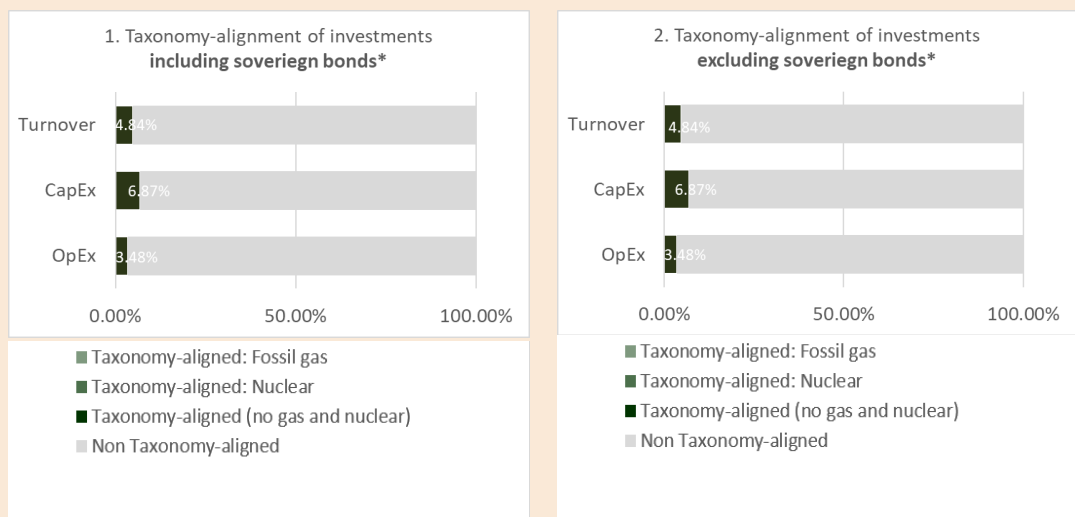 1. Taxonomy-alignment of investments
including soveriegn bonds*
Turnover
4.84%
CapEx
6.87%
OpEx
3.48%
0.00% 50.00% 100.00%
Taxonomy-aligned: Fossil gas
Taxonomy-aligned: Nuclear
Taxonomy-aligned (no gas and nuclear)
Non Taxonomy-aligned
2. Taxonomy-alignment of investments
excluding soveriegn bonds*
Turnover
4.84%
CapEx
6.87%
OpEx
3.48%
0.00% 50.00% 100.00%
Taxonomy-aligned: Fossil gas
Taxonomy-aligned: Nuclear
Taxonomy-aligned (no gas and nuclear)
Non Taxonomy-aligned